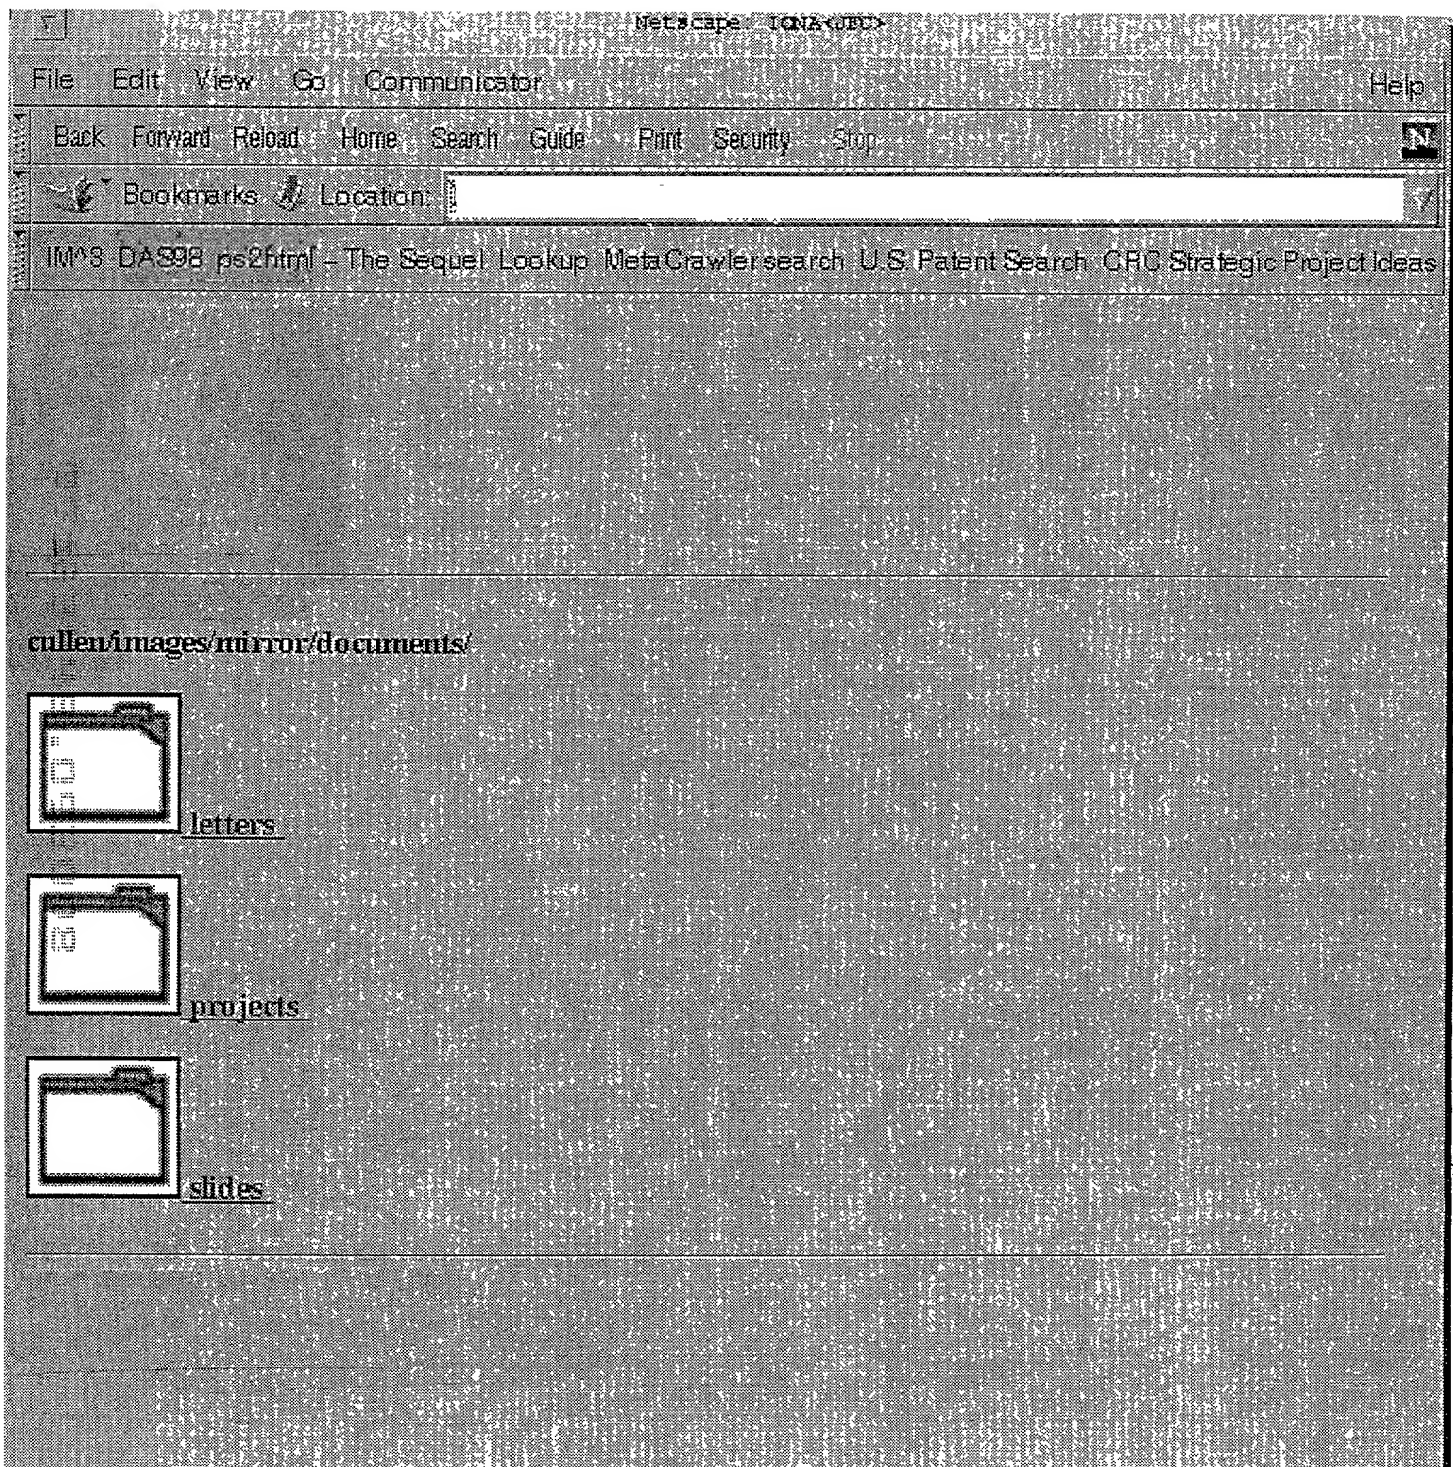 Netscape:
File Edit View Go Communicator Help
Back Forward Reload Home Search Guide Print Security Stop
N
Bookmarks Location:
IM^3 DAS98 ps2html – The Sequel Lookup MetaCrawler search U.S. Patent Search CRC Strategic Project Ideas
cullen/images/mirror/documents/
letters
projects
slides